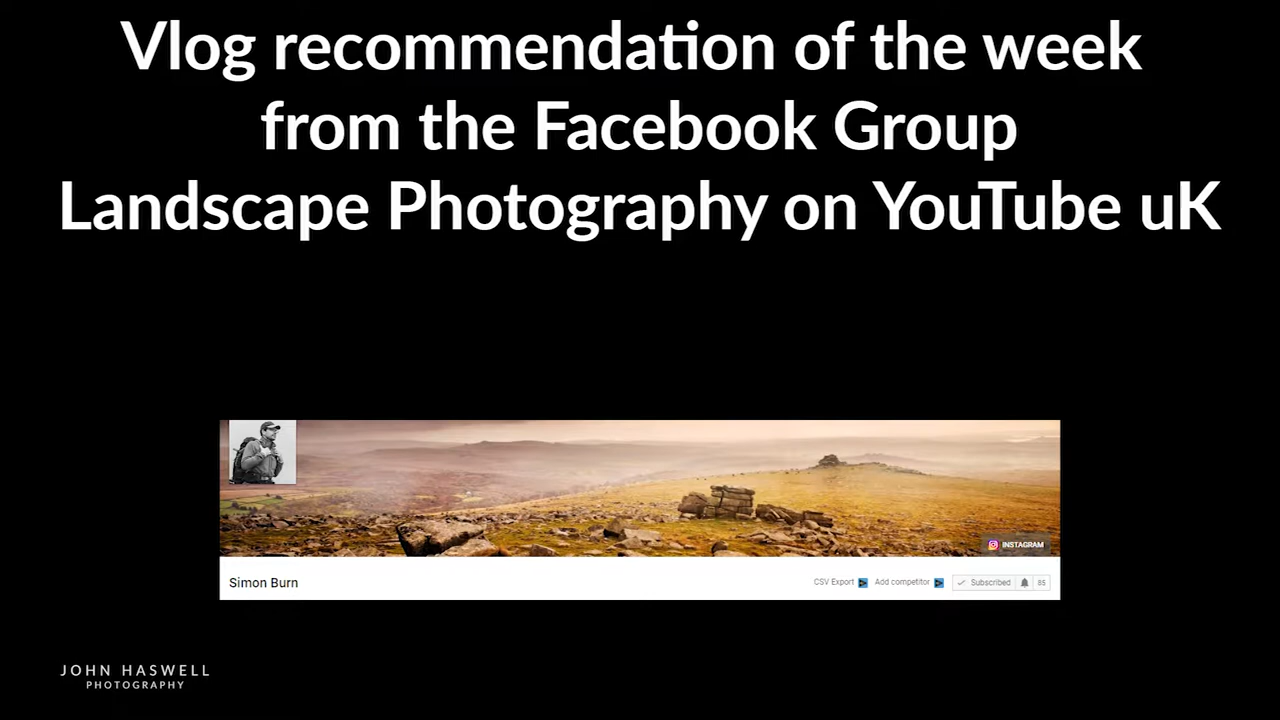 Vlog recommendation of the week
from the Facebook Group
Landscape Photography on YouTube uK
INSTAGRAM
Simon Burn
CSV Export
Add competitor
Subscribed
85
JOHN HASWELL
PHOTOGRAPHY